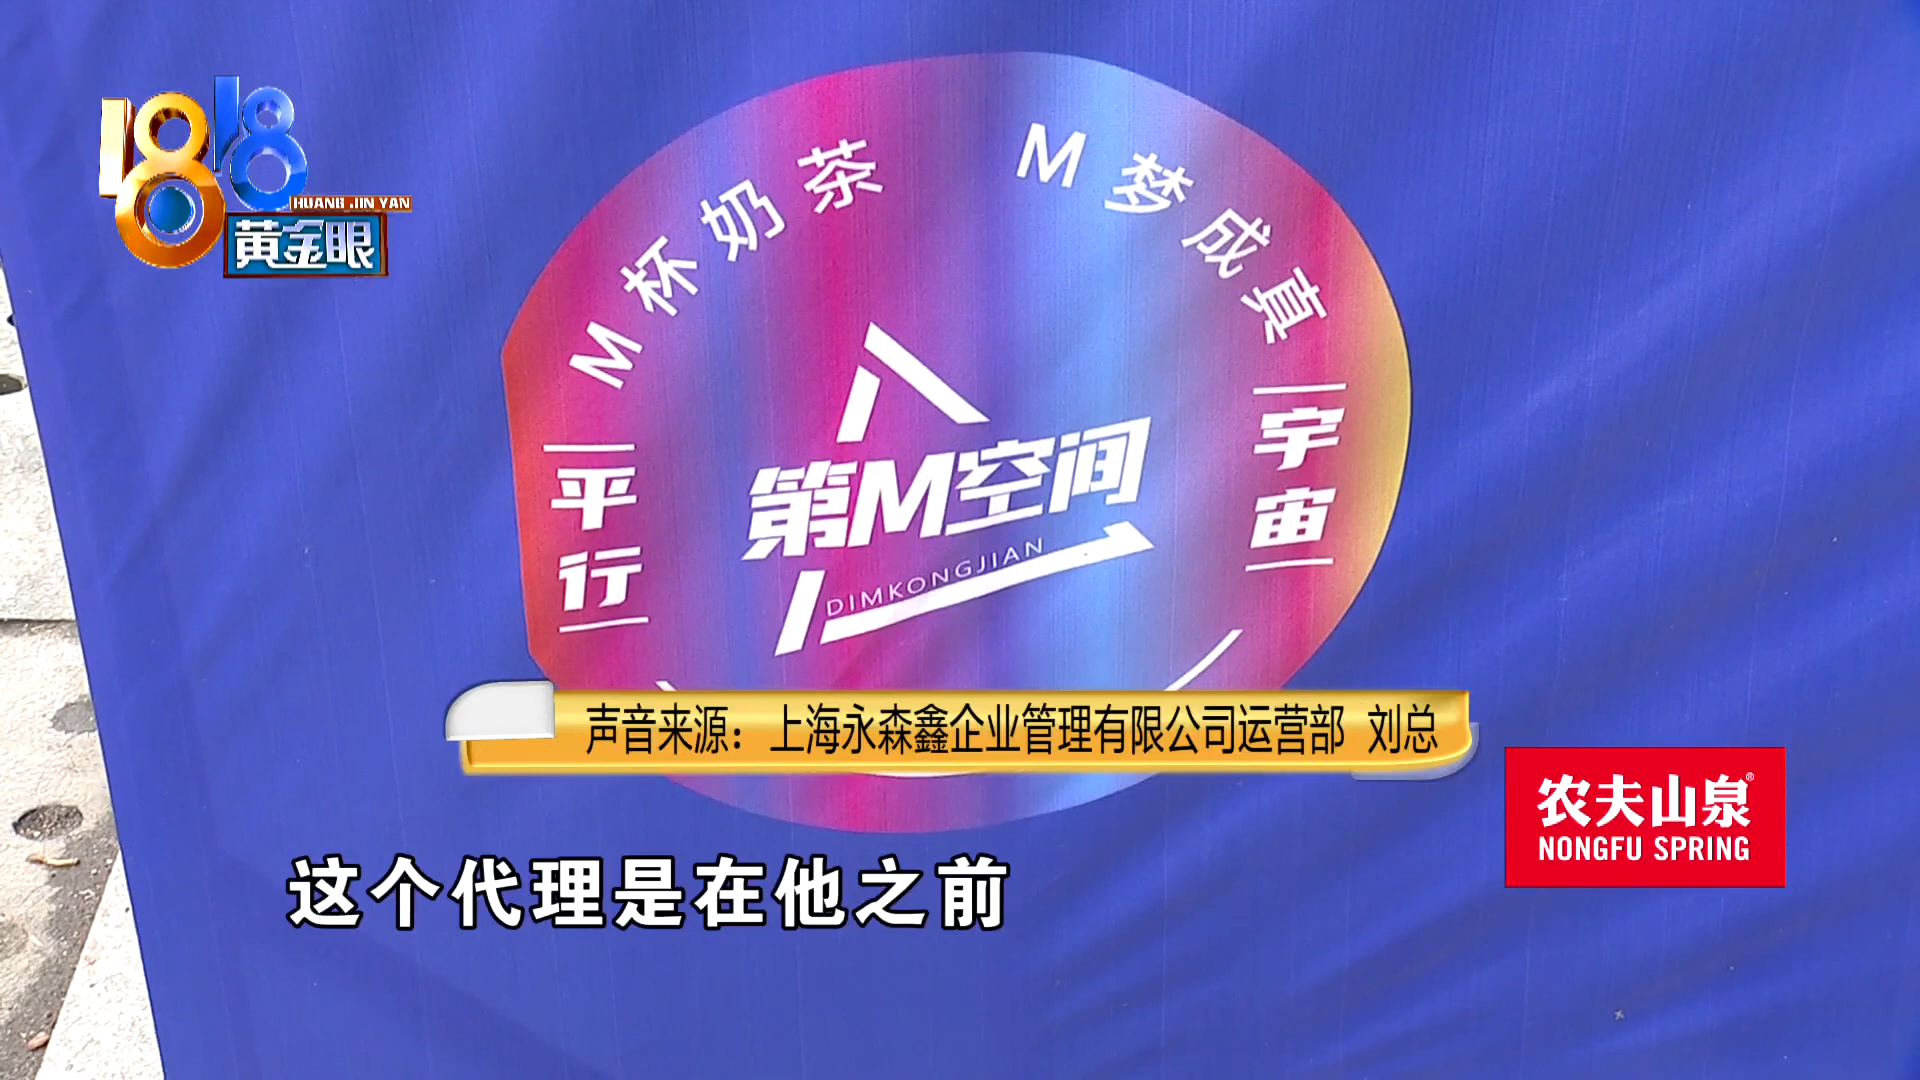 1818
HUANG JIN YAN
黄金眼
M杯奶茶
M梦成真
平行
宇宙
第M空间
DIMKONGJIAN
声音来源：上海永森鑫企业管理有限公司运营部 刘总
农夫山泉®
NONGFU SPRING
这个代理是在他之前